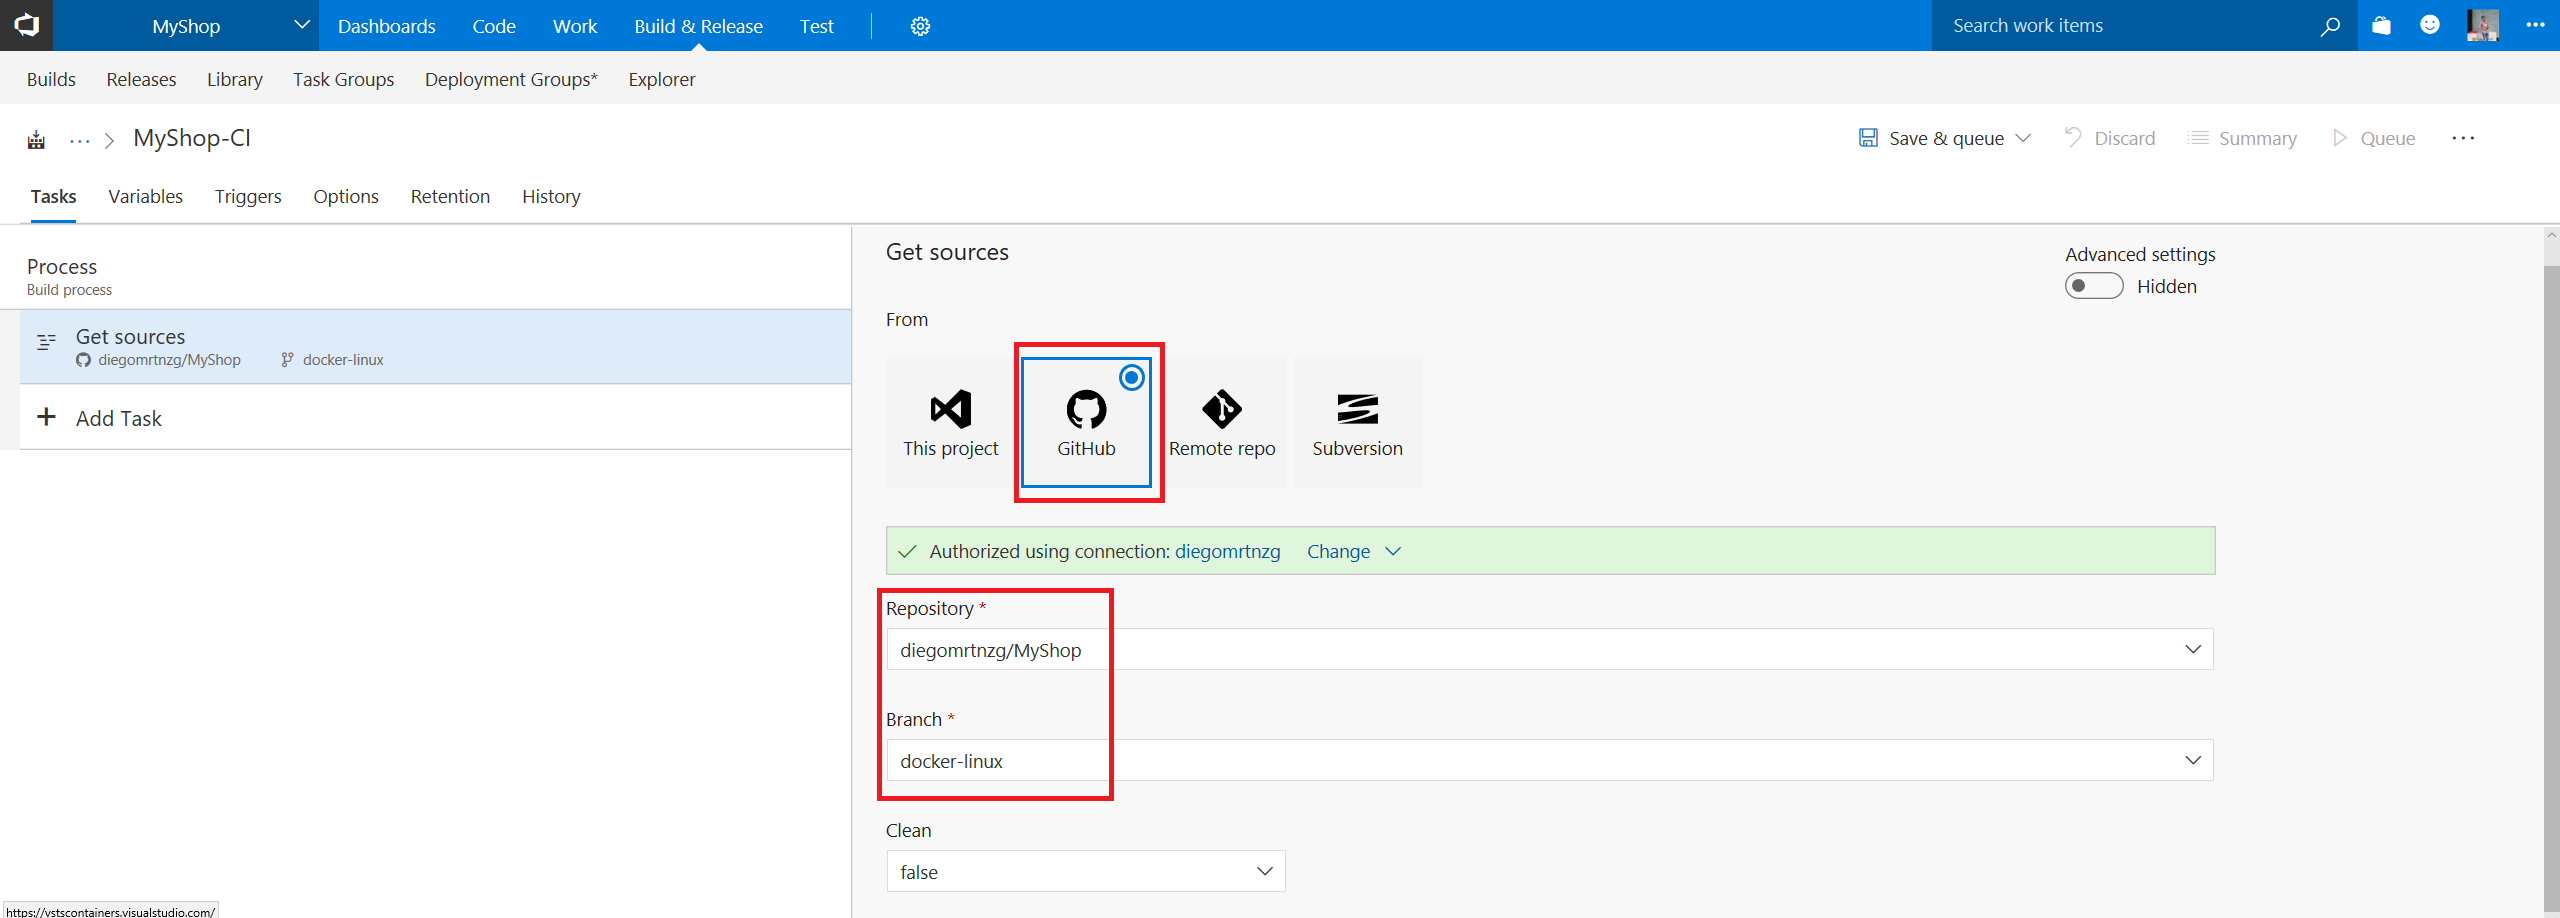 MyShop Dashboards Code Work Build & Release Test Search work items
Builds Releases Library Task Groups Deployment Groups* Explorer
... MyShop-CI Save & queue Discard Summary Queue ...
Tasks Variables Triggers Options Retention History
Process
Build process
Get sources
diegomrtnzg/MyShop docker-linux
Add Task
Get sources
Advanced settings
Hidden
From
This project GitHub Remote repo Subversion
Authorized using connection: diegomrtnzg Change
Repository *
diegomrtnzg/MyShop
Branch *
docker-linux
Clean
false
https://vstscontainers.visualstudio.com/